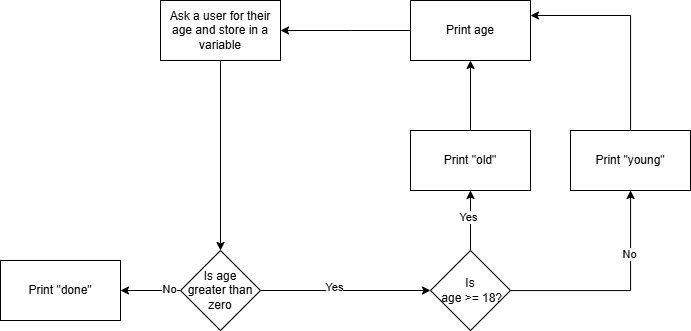 Ask a user for their
age and store in a
variable
Print age
Print "old"
Print "young"
Yes
No
Print "done"
No
Is age
greater than
zero
Yes
Is
age >= 18?